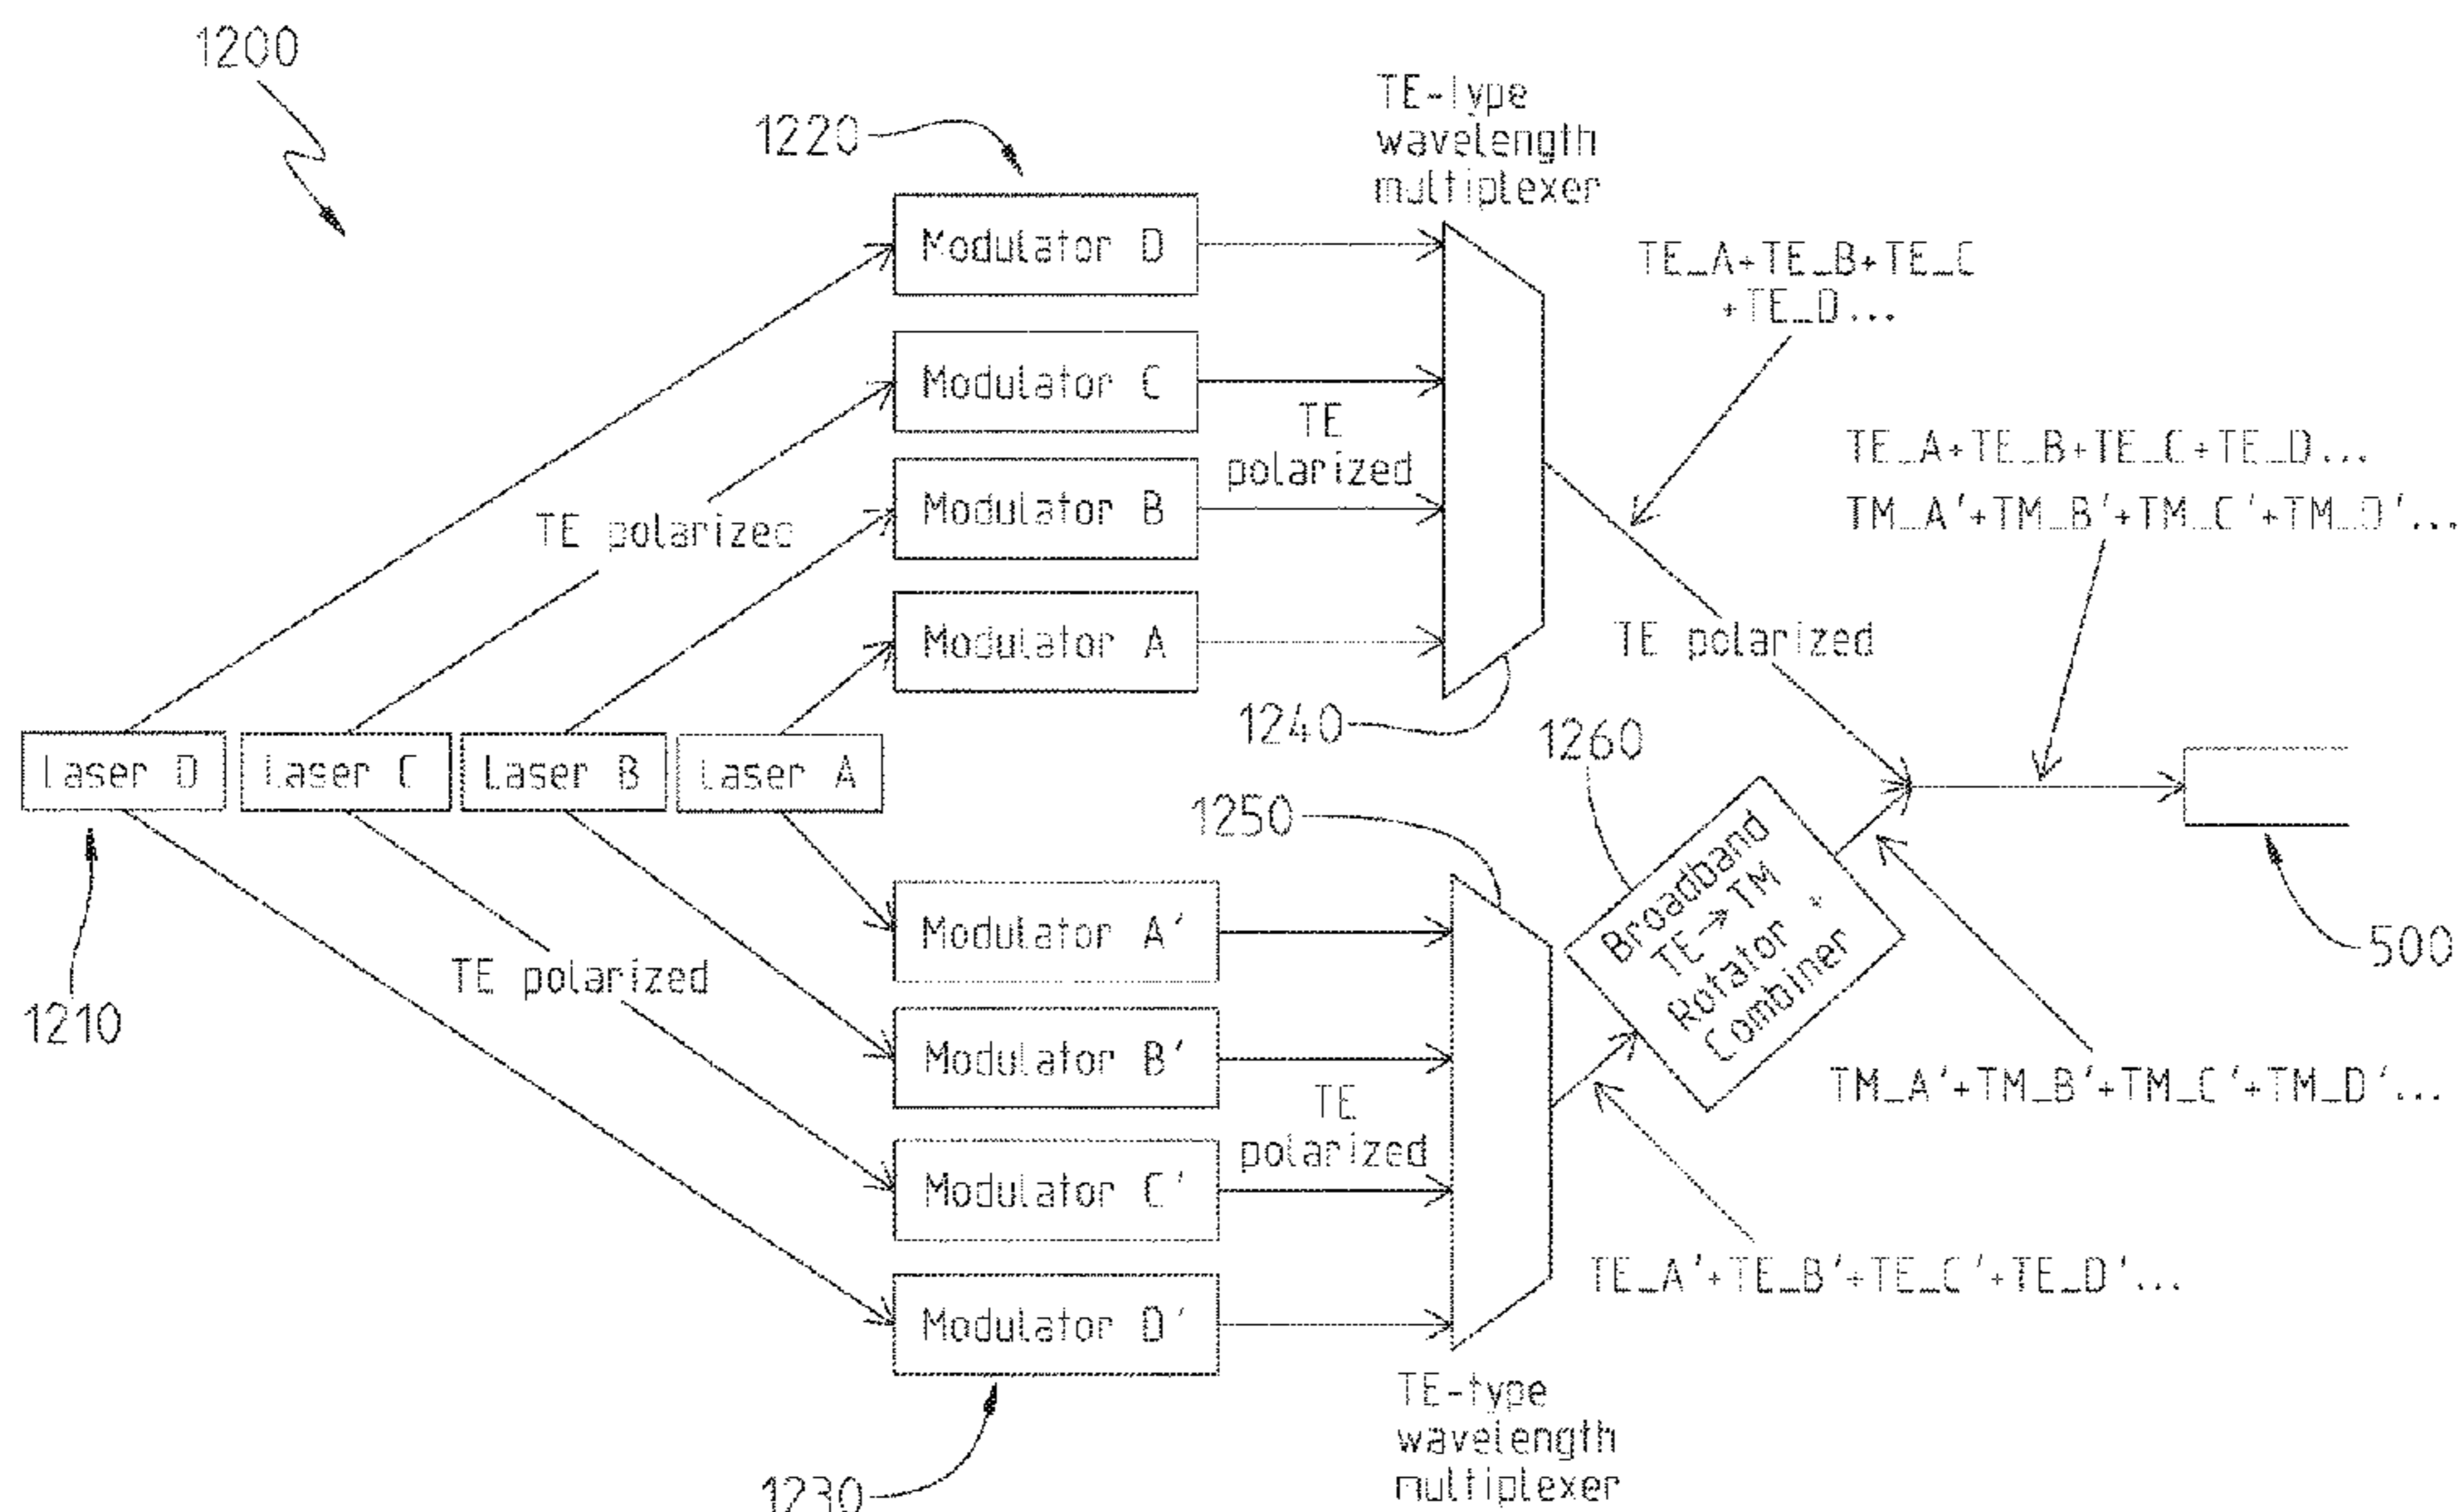 1200
1220
TE-type
wavelength
multiplexer
Modulator D
TE_A+TE_B+TE_C
+TE_D...
Modulator C
TE
polarized
TE_A+TE_B+TE_C+TE_D...
TM_A'+TM_B'+TM_C'+TM_D'...
Modulator B
TE polarized
Modulator A
TE polarized
1240
1260
Laser D
Laser C
Laser B
Laser A
1250
Broadband
TE→TM
Rotator *
Combiner
500
1210
Modulator A'
TE polarized
Modulator B'
TE
polarized
TM_A'+TM_B'+TM_C'+TM_D'...
Modulator C'
TE_A'+TE_B'+TE_C'+TE_D'...
Modulator D'
1230
TE-type
wavelength
multiplexer